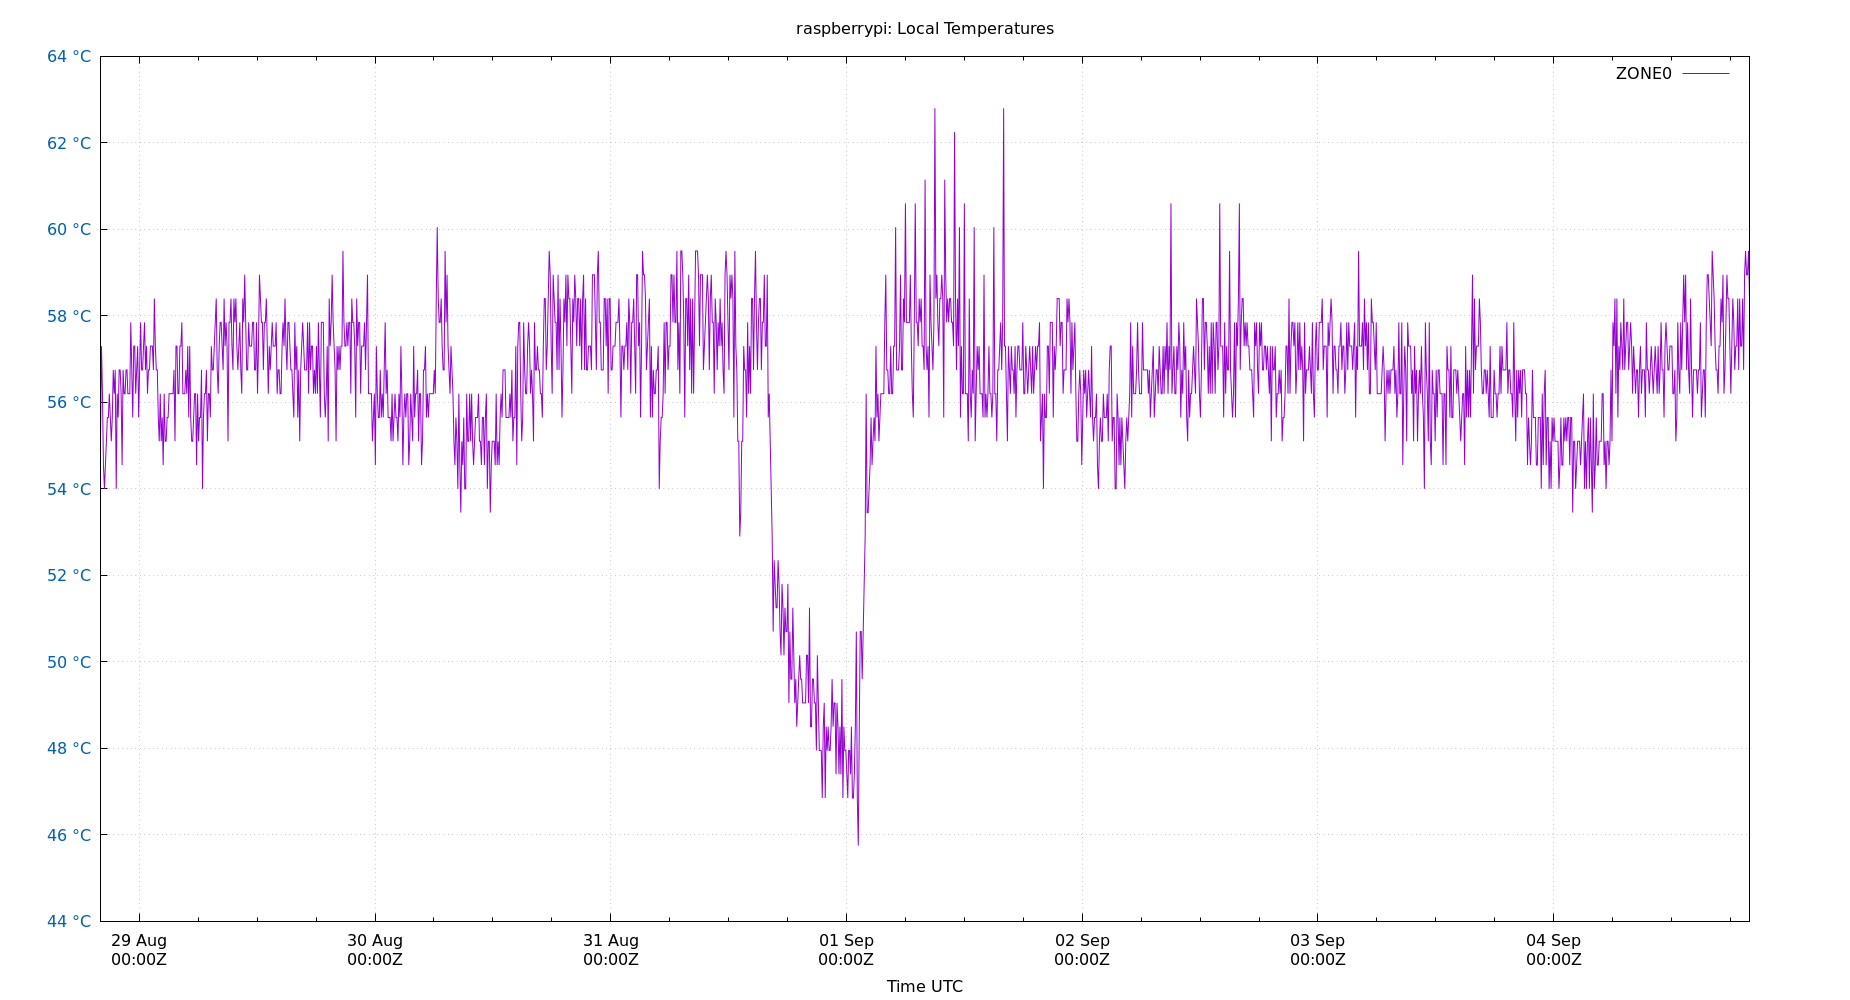 raspberrypi: Local Temperatures
64 °C
ZONE0
62 °C
60 °C
58 °C
56 °C
54 °C
52 °C
50 °C
48 °C
46 °C
44 °C
29 Aug 30 Aug 31 Aug 01 Sep 02 Sep 03 Sep 04 Sep
00:00Z 00:00Z 00:00Z 00:00Z 00:00Z 00:00Z 00:00Z
Time UTC